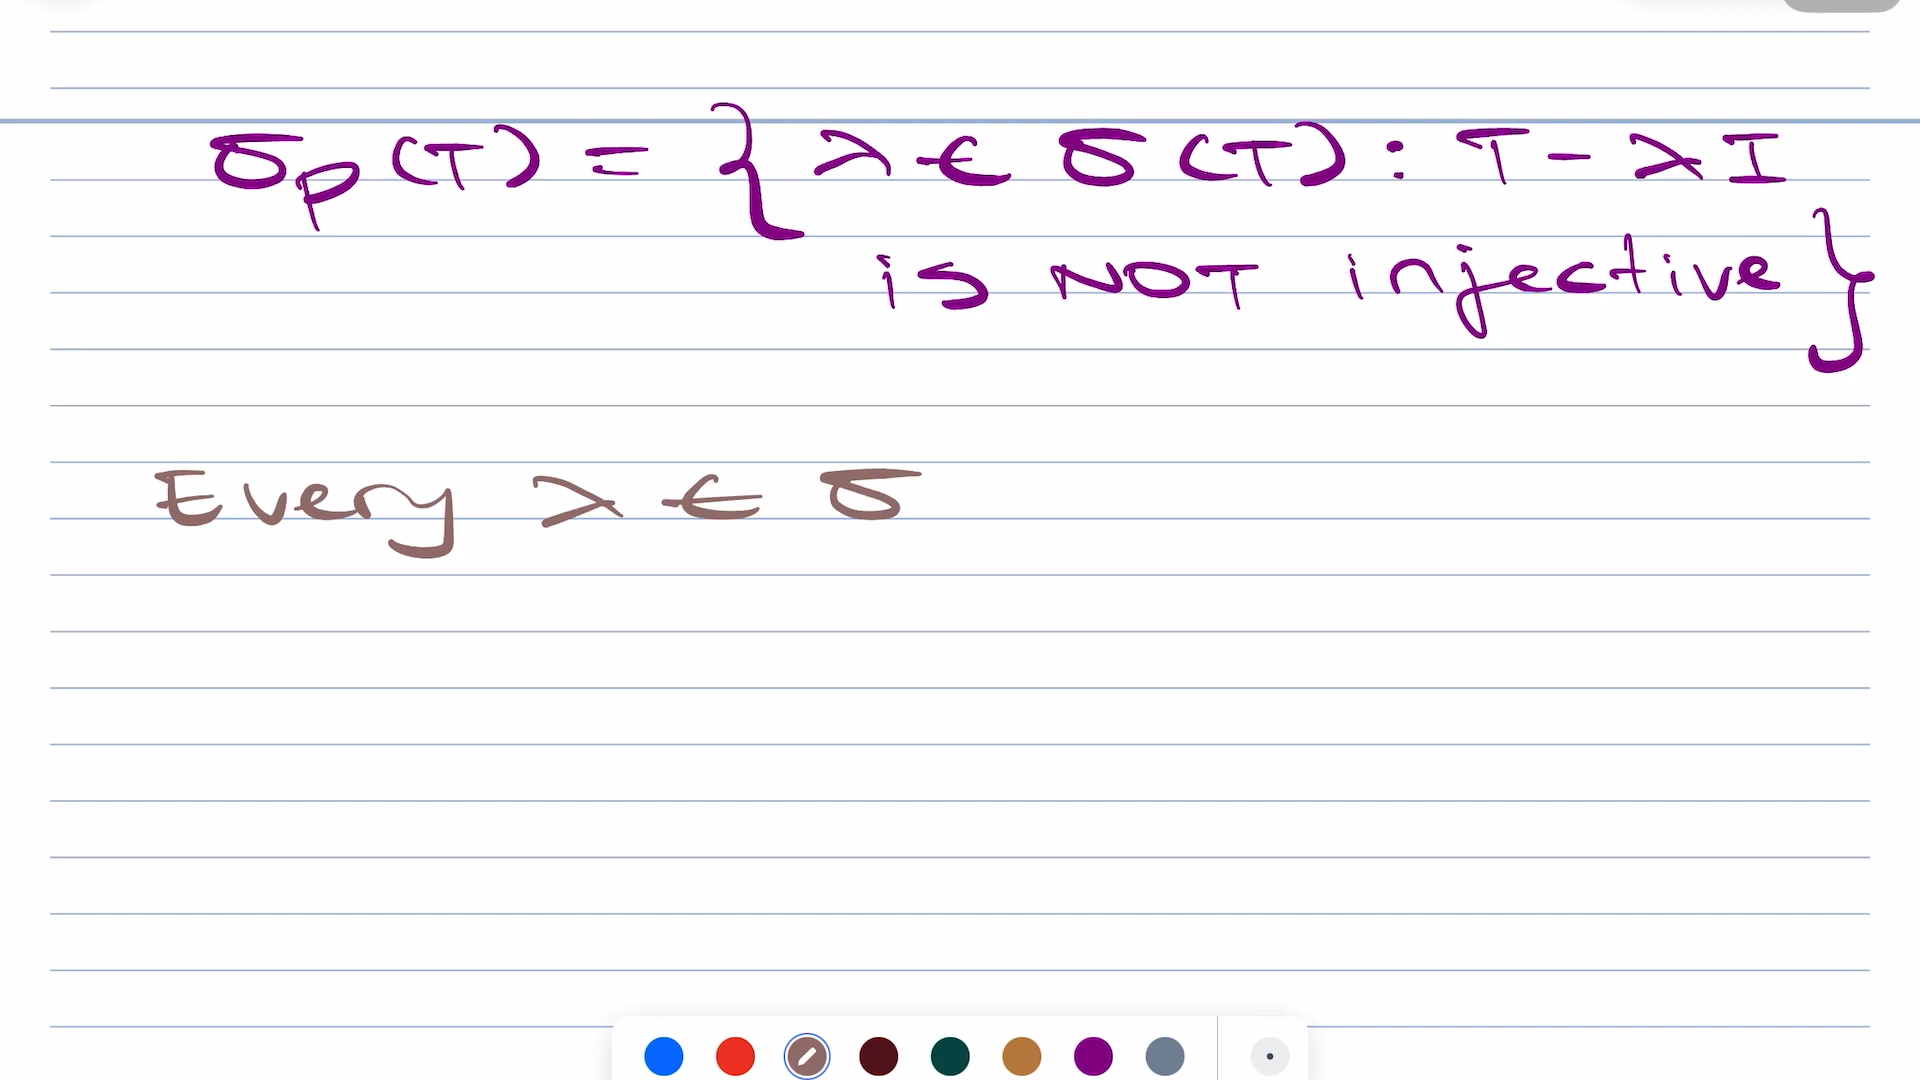 σp(T) = { λ ∈ σ(T) : T - λI
is NOT injective }
Every λ ∈ σ